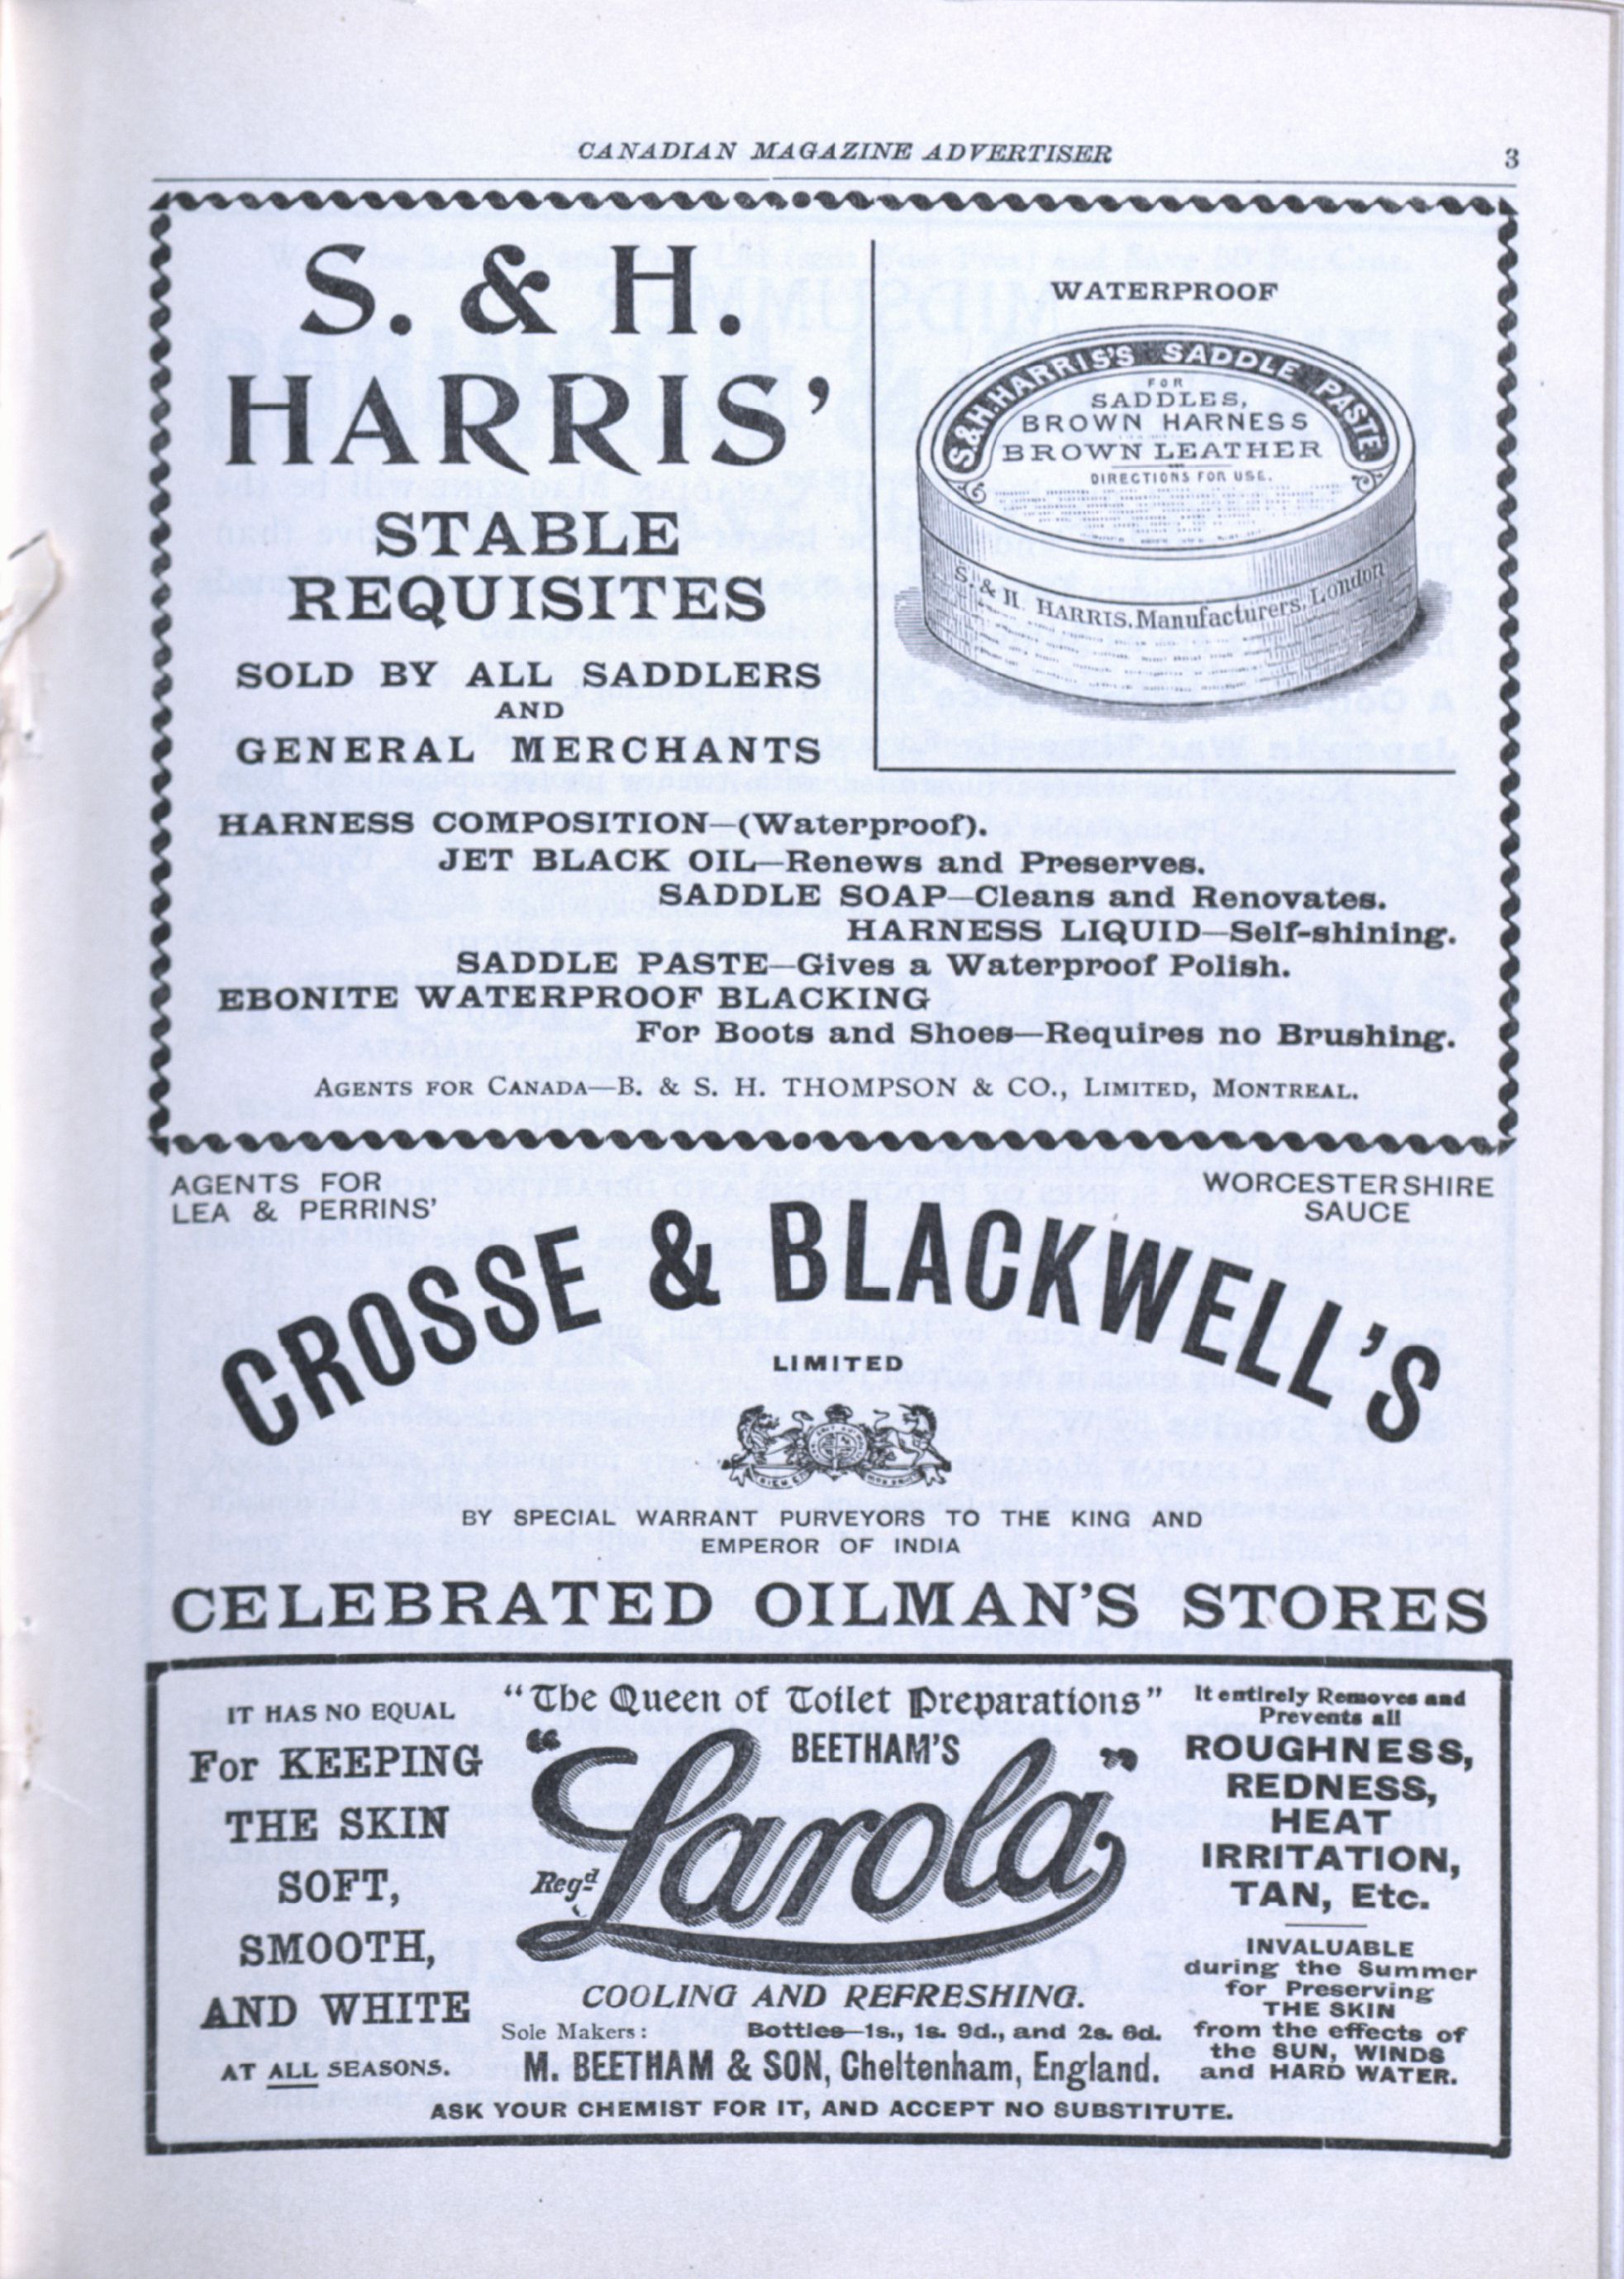 CANADIAN MAGAZINE ADVERTISER 3
S. & H.
HARRIS'
STABLE
REQUISITES
SOLD BY ALL SADDLERS
AND
GENERAL MERCHANTS
WATERPROOF
S.&H.HARRIS'S SADDLE PASTE
FOR
SADDLES,
BROWN HARNESS
AND
BROWN LEATHER
DIRECTIONS FOR USE.
S. & H. HARRIS, Manufacturers, London
HARNESS COMPOSITION—(Waterproof).
JET BLACK OIL—Renews and Preserves.
SADDLE SOAP—Cleans and Renovates.
HARNESS LIQUID—Self-shining.
SADDLE PASTE—Gives a Waterproof Polish.
EBONITE WATERPROOF BLACKING
For Boots and Shoes—Requires no Brushing.
AGENTS FOR CANADA—B. & S. H. THOMPSON & CO., LIMITED, MONTREAL.
AGENTS FOR
LEA & PERRINS'
WORCESTERSHIRE
SAUCE
CROSSE & BLACKWELL'S
LIMITED
BY SPECIAL WARRANT PURVEYORS TO THE KING AND
EMPEROR OF INDIA
CELEBRATED OILMAN'S STORES
IT HAS NO EQUAL
For KEEPING
THE SKIN
SOFT,
SMOOTH,
AND WHITE
AT ALL SEASONS.
"The Queen of Toilet Preparations"
BEETHAM'S
"Larola"
Regd
COOLING AND REFRESHING.
Sole Makers: Bottles—1s., 1s. 9d., and 2s. 6d.
M. BEETHAM & SON, Cheltenham, England.
It entirely Removes and
Prevents all
ROUGHNESS,
REDNESS,
HEAT
IRRITATION,
TAN, Etc.
INVALUABLE
during the Summer
for Preserving
THE SKIN
from the effects of
the SUN, WINDS
and HARD WATER.
ASK YOUR CHEMIST FOR IT, AND ACCEPT NO SUBSTITUTE.